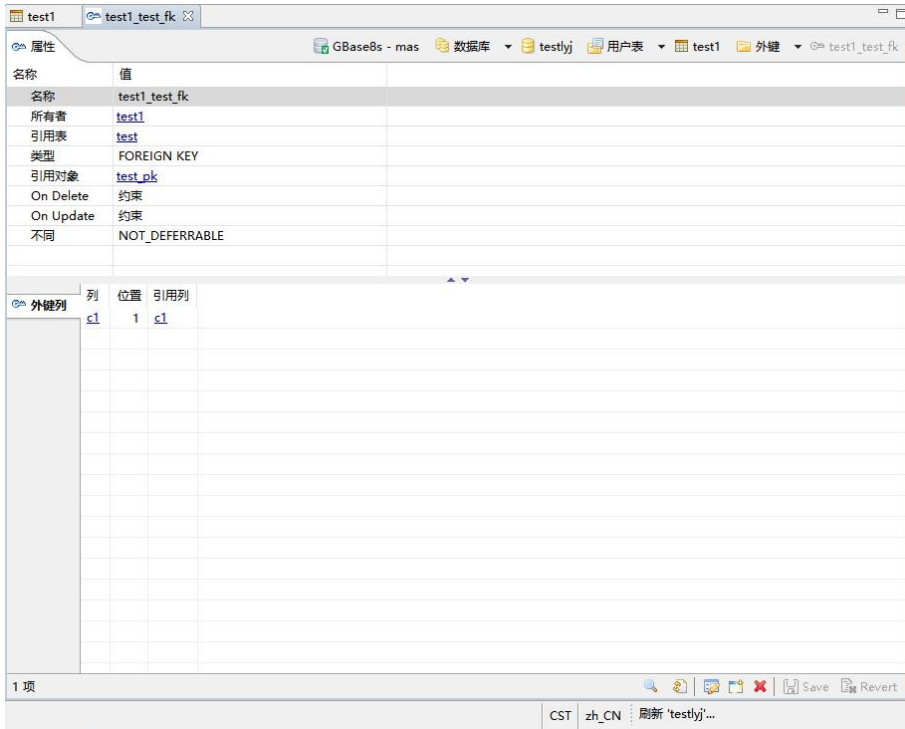 test1 test1_test_fk
属性 GBase8s - mas 数据库 testlyj 用户表 test1 外键 test1_test_fk
名称 值
名称 test1_test_fk
所有者 test1
引用表 test
类型 FOREIGN KEY
引用对象 test_pk
On Delete 约束
On Update 约束
不同 NOT_DEFERRABLE
外键列 列 位置 引用列
c1 1 c1
1 项 Save Revert
CST zh_CN 刷新 'testlyj'...